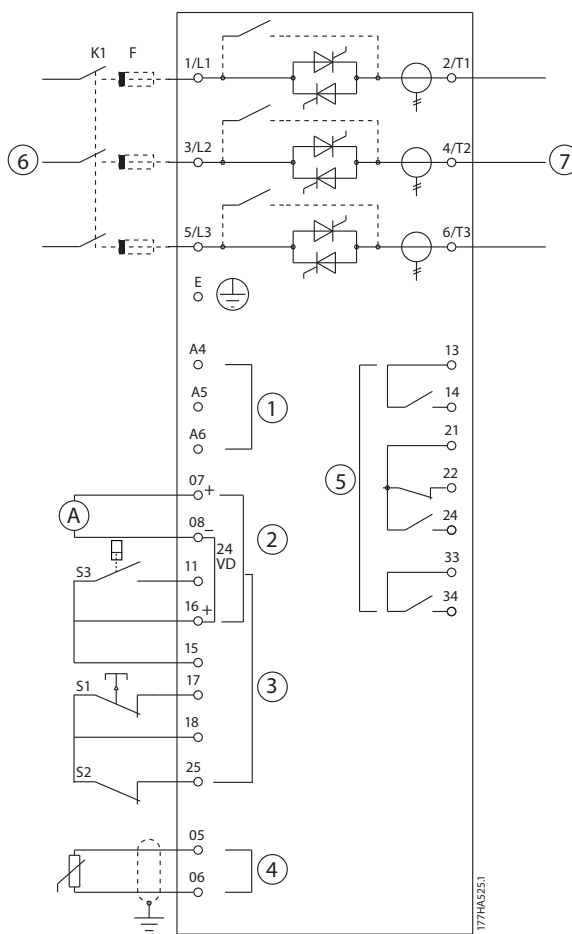 K1 F 1/L1 2/T1
6 3/L2 4/T2 7
5/L3 6/T3
E
A4 13
A5 1 14
A6 21
5 22
07 + 24
A 08 – 2 33
24
VD
S3 11 34
16 +
15
3
S1 17
18
S2 25
05
4
06
177HA525.1